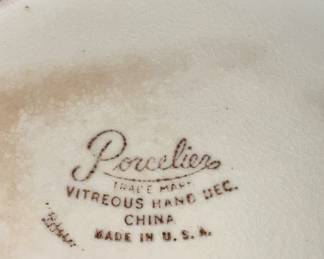 Porcelier
TRADE MARK
VITREOUS HAND DEC.
CHINA
MADE IN U. S. A.